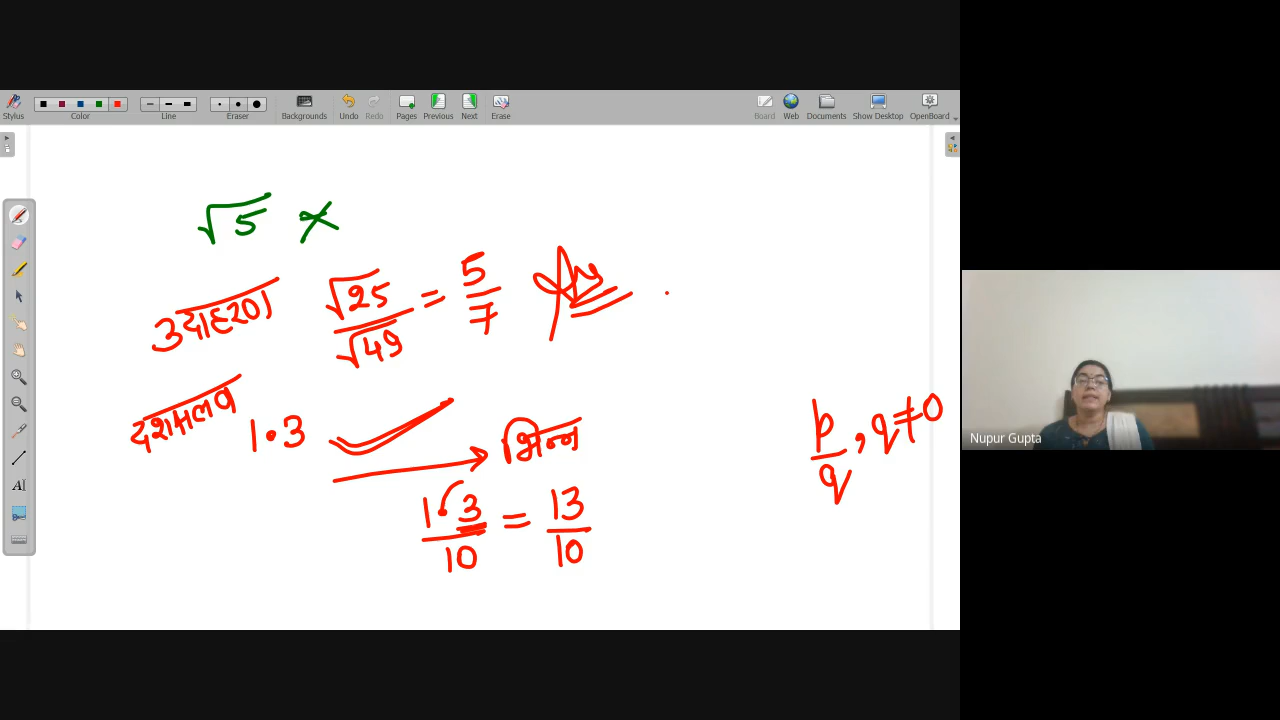 Stylus
Color
Line
Eraser
Backgrounds
Undo
Redo
Pages
Previous
Next
Erase
Board
Web
Documents
Show Desktop
OpenBoard
√5 ×
उदाहरण √25/√49 = 5/7 Ans
दशमलव 1.3 → भिन्न
1.3/10 = 13/10
p/q, q≠0
Nupur Gupta